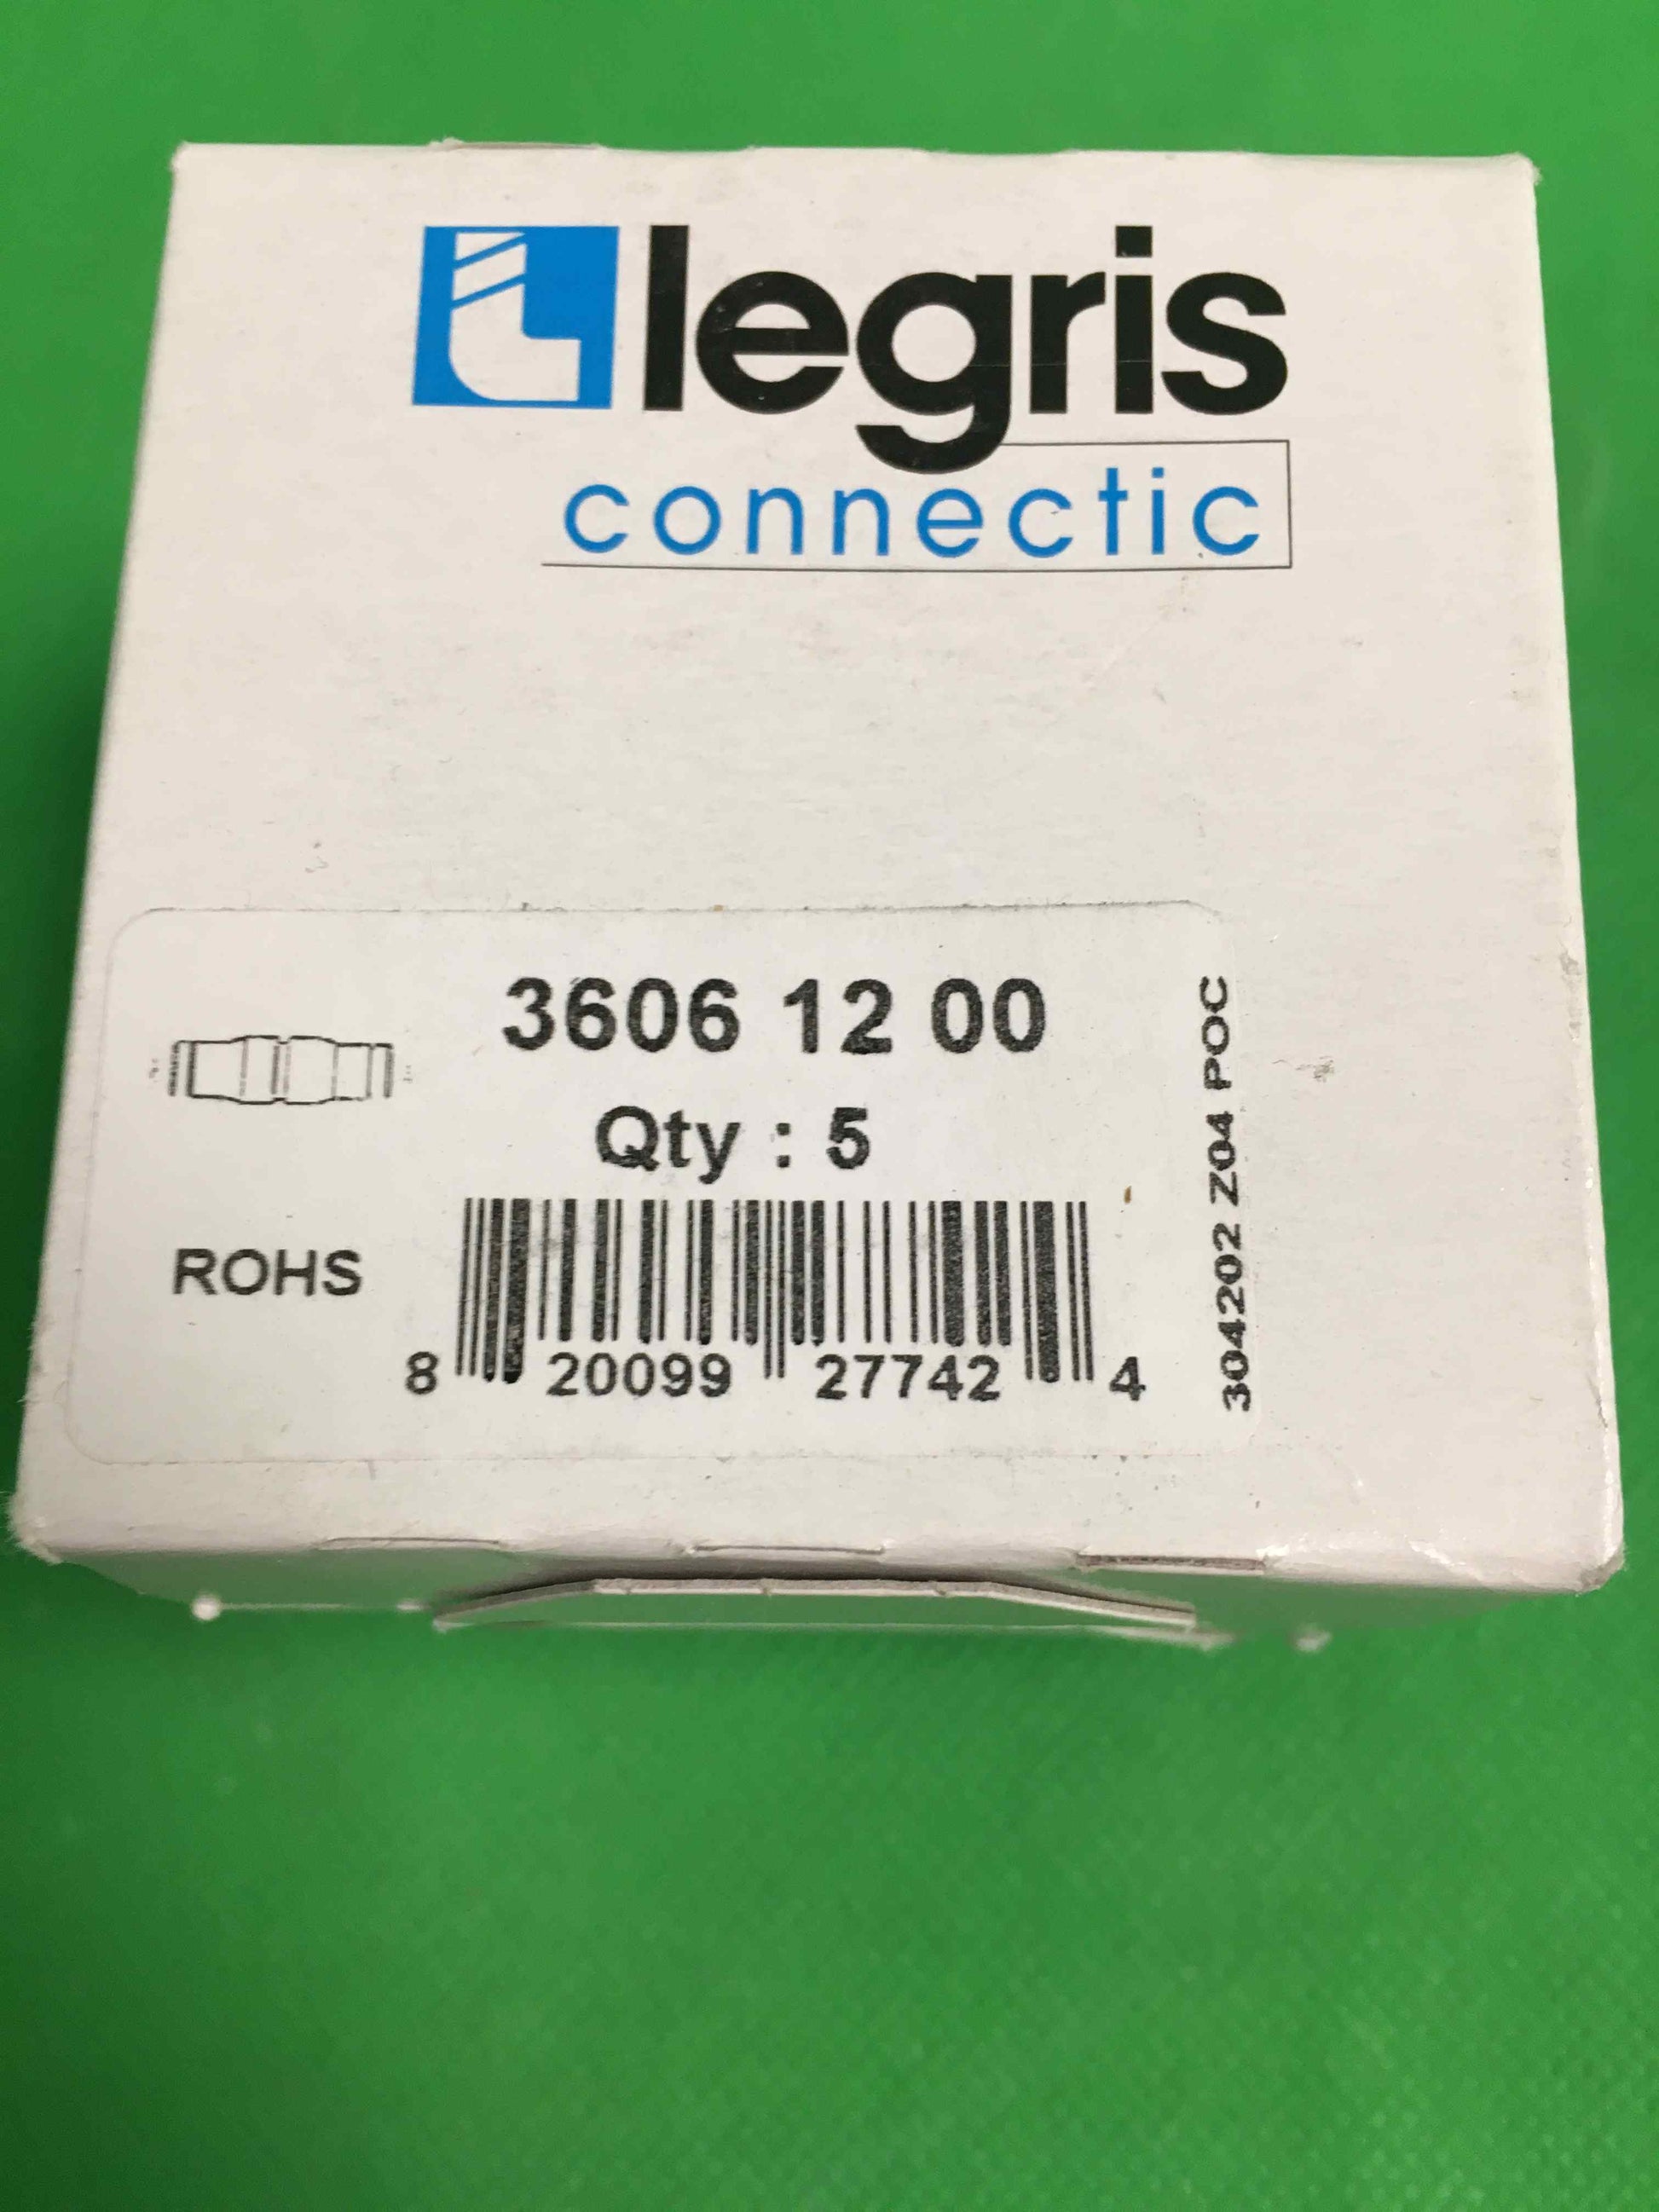 legris
connectic
3606 12 00
Qty : 5
ROHS
8 20099 27742 4
304202 Z04 POC